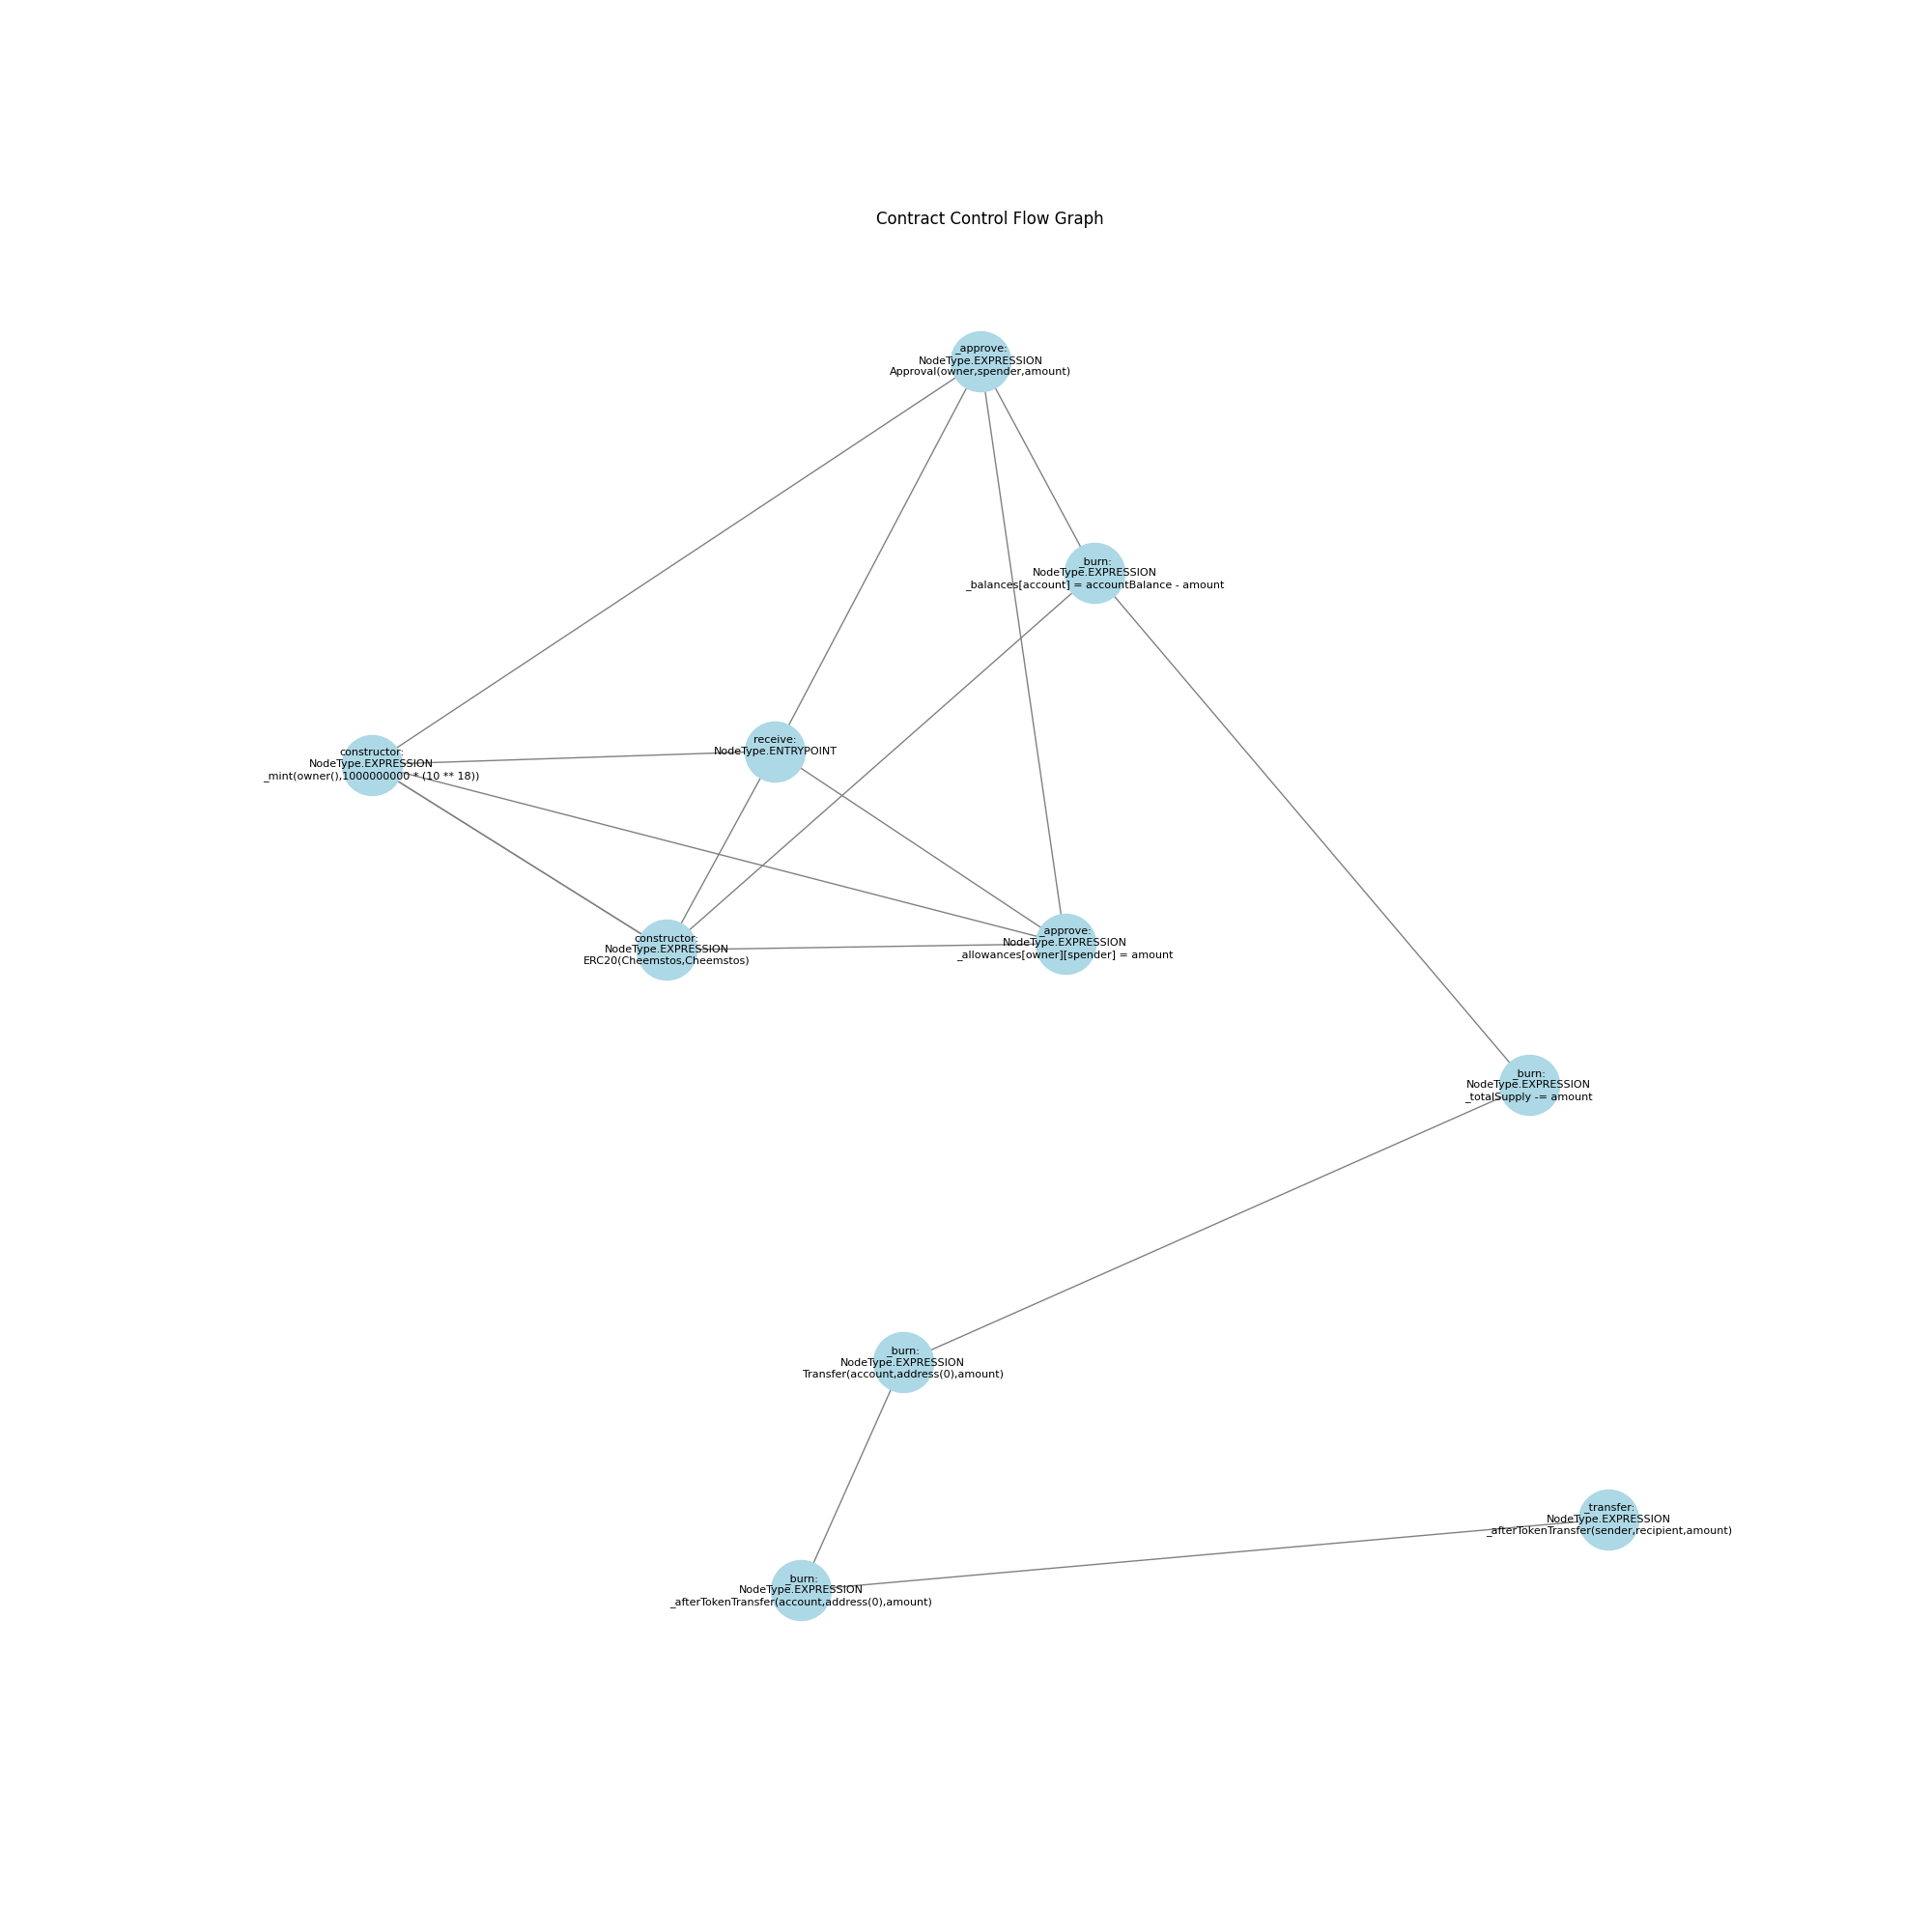 Contract Control Flow Graph
_approve:
NodeType.EXPRESSION
Approval(owner,spender,amount)
_burn:
NodeType.EXPRESSION
_balances[account] = accountBalance - amount
receive:
NodeType.ENTRYPOINT
constructor:
NodeType.EXPRESSION
_mint(owner(),1000000000 * (10 ** 18))
constructor:
NodeType.EXPRESSION
ERC20(Cheemstos,Cheemstos)
_approve:
NodeType.EXPRESSION
_allowances[owner][spender] = amount
_burn:
NodeType.EXPRESSION
_totalSupply -= amount
_burn:
NodeType.EXPRESSION
Transfer(account,address(0),amount)
_transfer:
NodeType.EXPRESSION
_afterTokenTransfer(sender,recipient,amount)
_burn:
NodeType.EXPRESSION
_afterTokenTransfer(account,address(0),amount)